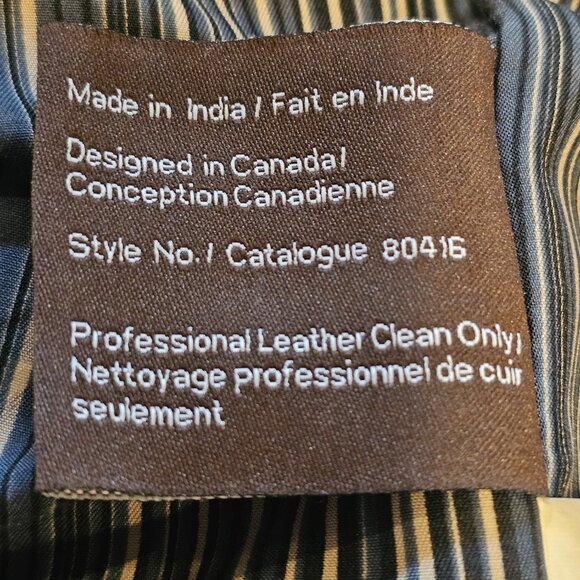 Made in India / Fait en Inde
Designed in Canada/
Conception Canadienne
Style No./ Catalogue 80416
Professional Leather Clean Only/
Nettoyage professionnel de cuir
seulement